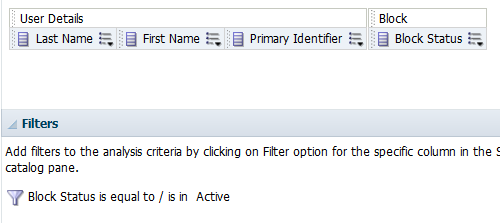 User Details Block
Last Name First Name Primary Identifier Block Status
Filters
Add filters to the analysis criteria by clicking on Filter option for the specific column in the
catalog pane.
Block Status is equal to / is in Active